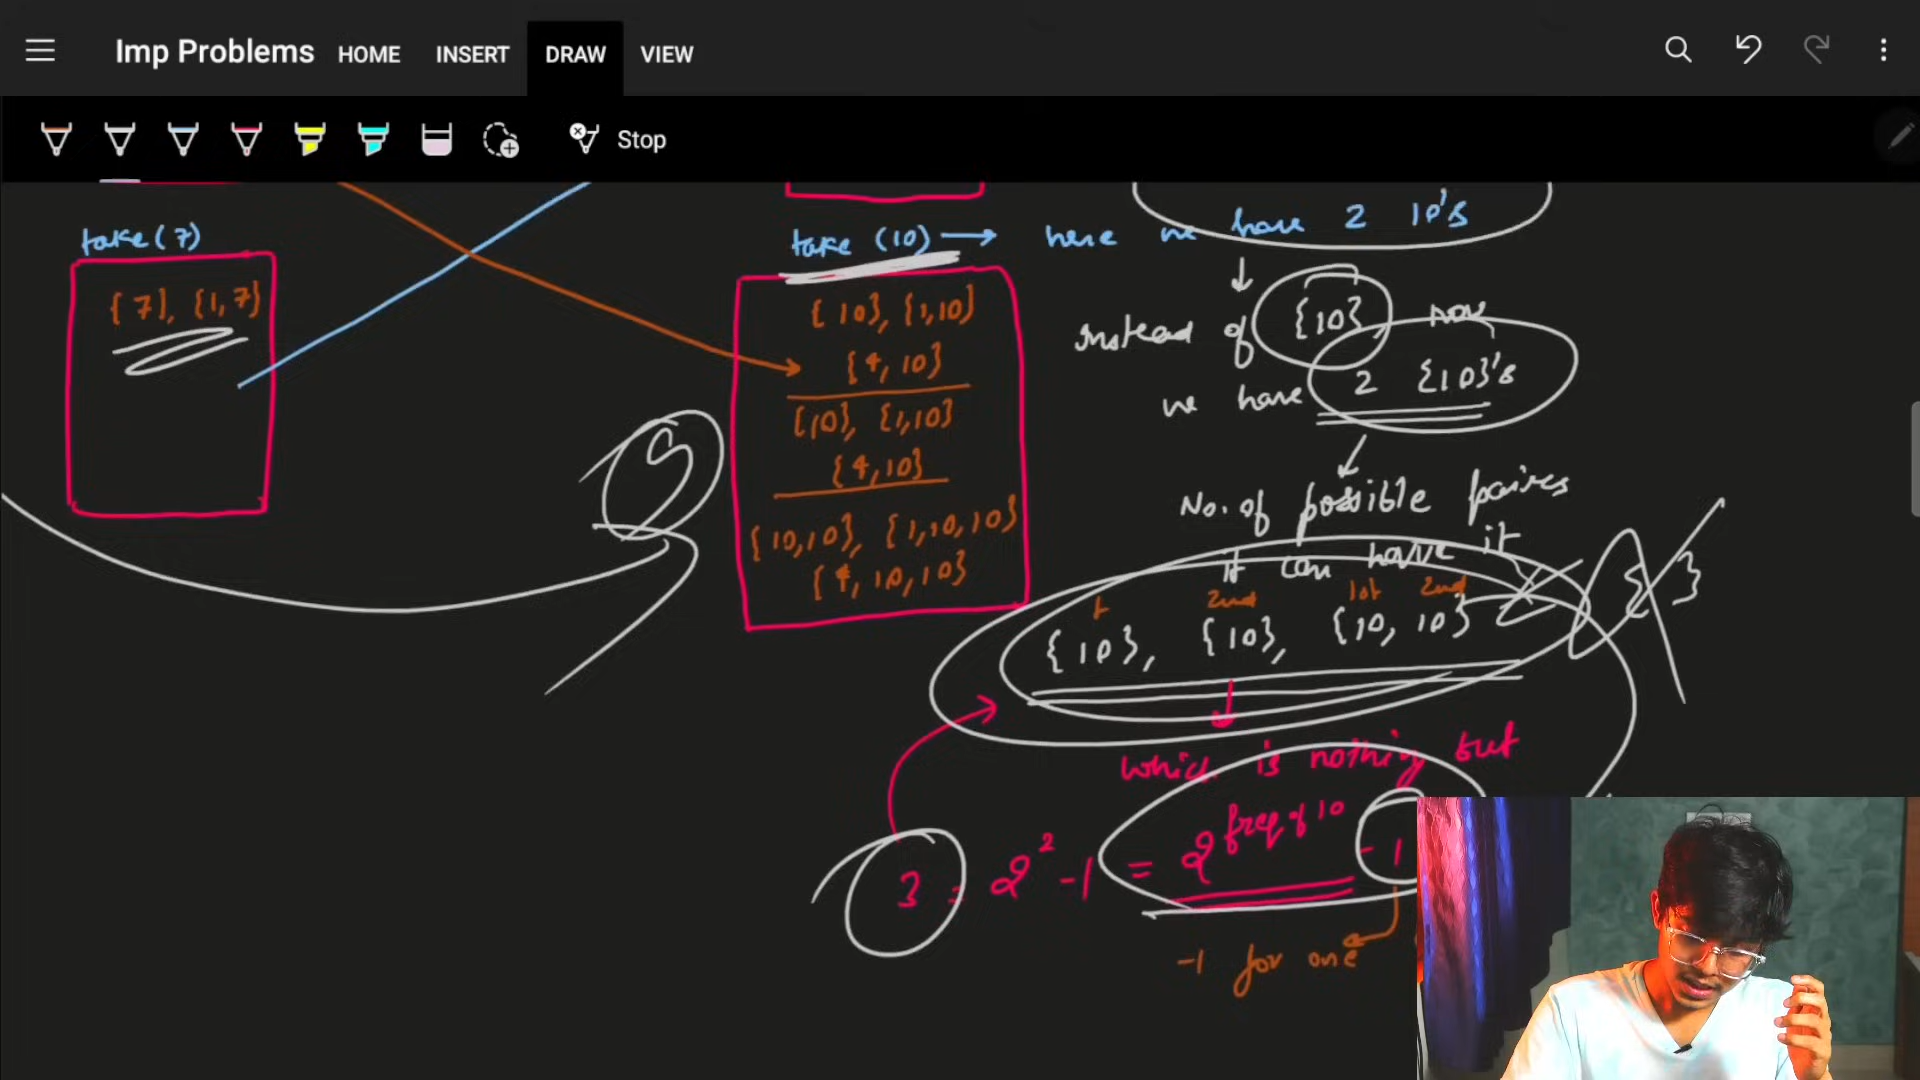 Imp Problems HOME INSERT DRAW VIEW
Stop
take (7)
{7}, {1,7}
take (10) → here we have 2 10's
{10}, {1,10}
{4, 10}
{10}, {1,10}
{4,10}
{10,10}, {1,10,10}
{4, 10,10}
instead of {10} now
we have 2 {10}'s
No. of possible paires
it can have it
1st 2nd
{10}, {10}, {10, 10}
{ }
which is nothing but
3 = 2^2 -1 = 2^freq of 10 -1
-1 for one